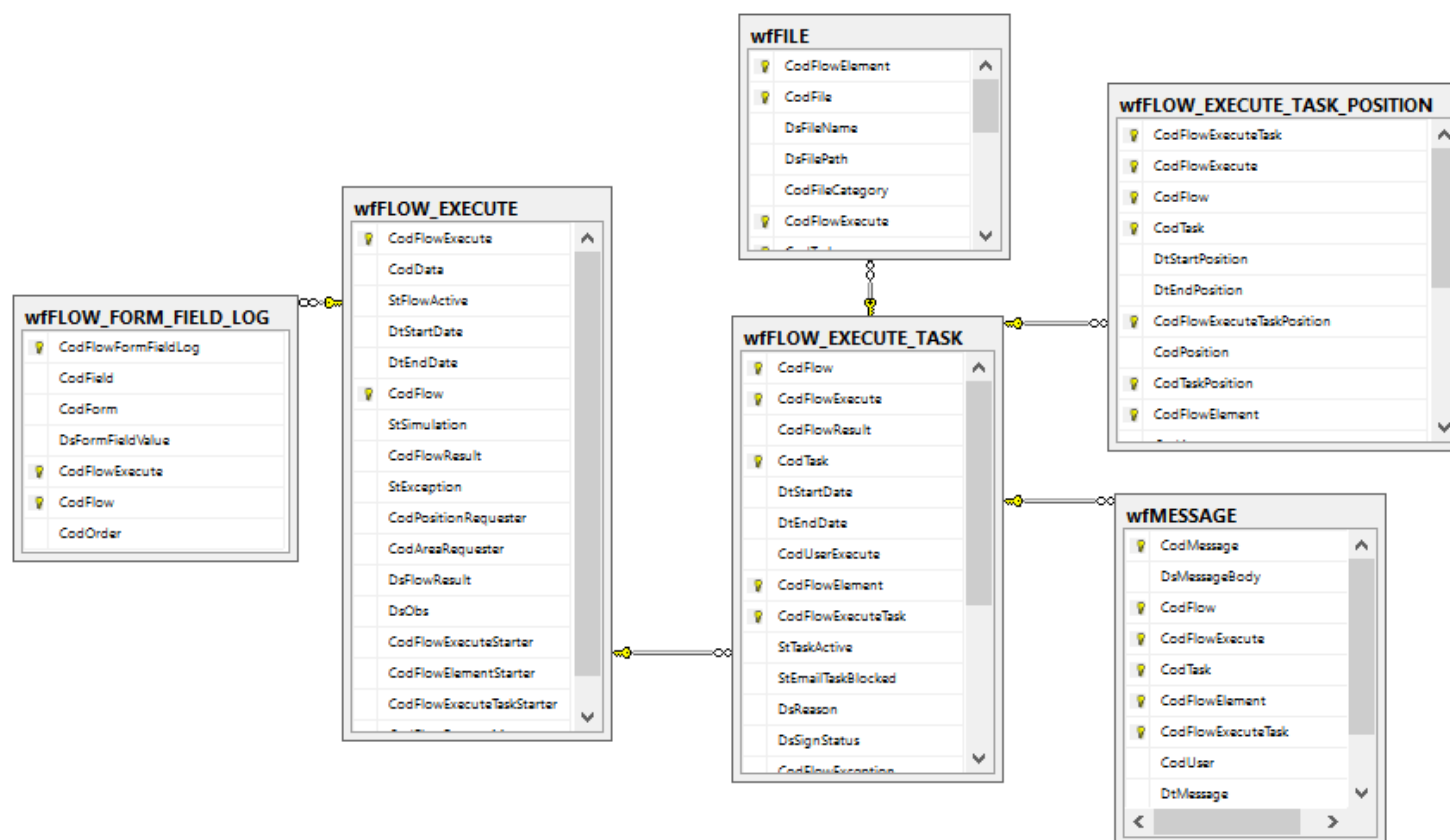 wfFILE
CodFlowElement
CodFile
DsFileName
DsFilePath
CodFileCategory
CodFlowExecute
wfFLOW_EXECUTE_TASK_POSITION
CodFlowExecuteTask
CodFlowExecute
CodFlow
CodTask
DtStartPosition
DtEndPosition
CodFlowExecuteTaskPosition
CodPosition
CodTaskPosition
CodFlowElement
wfFLOW_EXECUTE
CodFlowExecute
CodData
StFlowActive
DtStartDate
DtEndDate
CodFlow
StSimulation
CodFlowResult
StException
CodPositionRequester
CodAreaRequester
DsFlowResult
DsObs
CodFlowExecuteStarter
CodFlowElementStarter
CodFlowExecuteTaskStarter
wfFLOW_FORM_FIELD_LOG
CodFlowFormFieldLog
CodField
CodForm
DsFormFieldValue
CodFlowExecute
CodFlow
CodOrder
wfFLOW_EXECUTE_TASK
CodFlow
CodFlowExecute
CodFlowResult
CodTask
DtStartDate
DtEndDate
CodUserExecute
CodFlowElement
CodFlowExecuteTask
StTaskActive
StEmailTaskBlocked
DsReason
DsSignStatus
CodFlowException
wfMESSAGE
CodMessage
DsMessageBody
CodFlow
CodFlowExecute
CodTask
CodFlowElement
CodFlowExecuteTask
CodUser
DtMessage